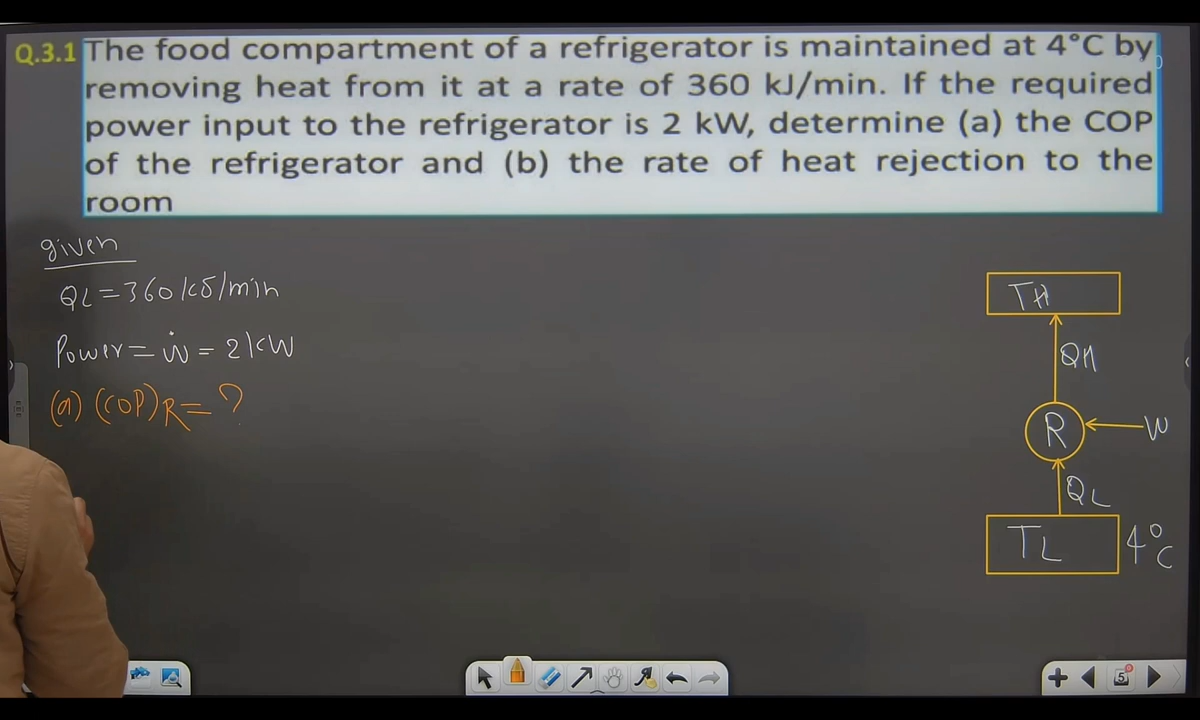 Q.3.1 The food compartment of a refrigerator is maintained at 4°C by
removing heat from it at a rate of 360 kJ/min. If the required
power input to the refrigerator is 2 kW, determine (a) the COP
of the refrigerator and (b) the rate of heat rejection to the
room
given
QL = 360 kJ/min
Power = ẇ = 2 kW
(a) (COP)R = ?
TH
QH
R
W
QL
TL
4°C
5